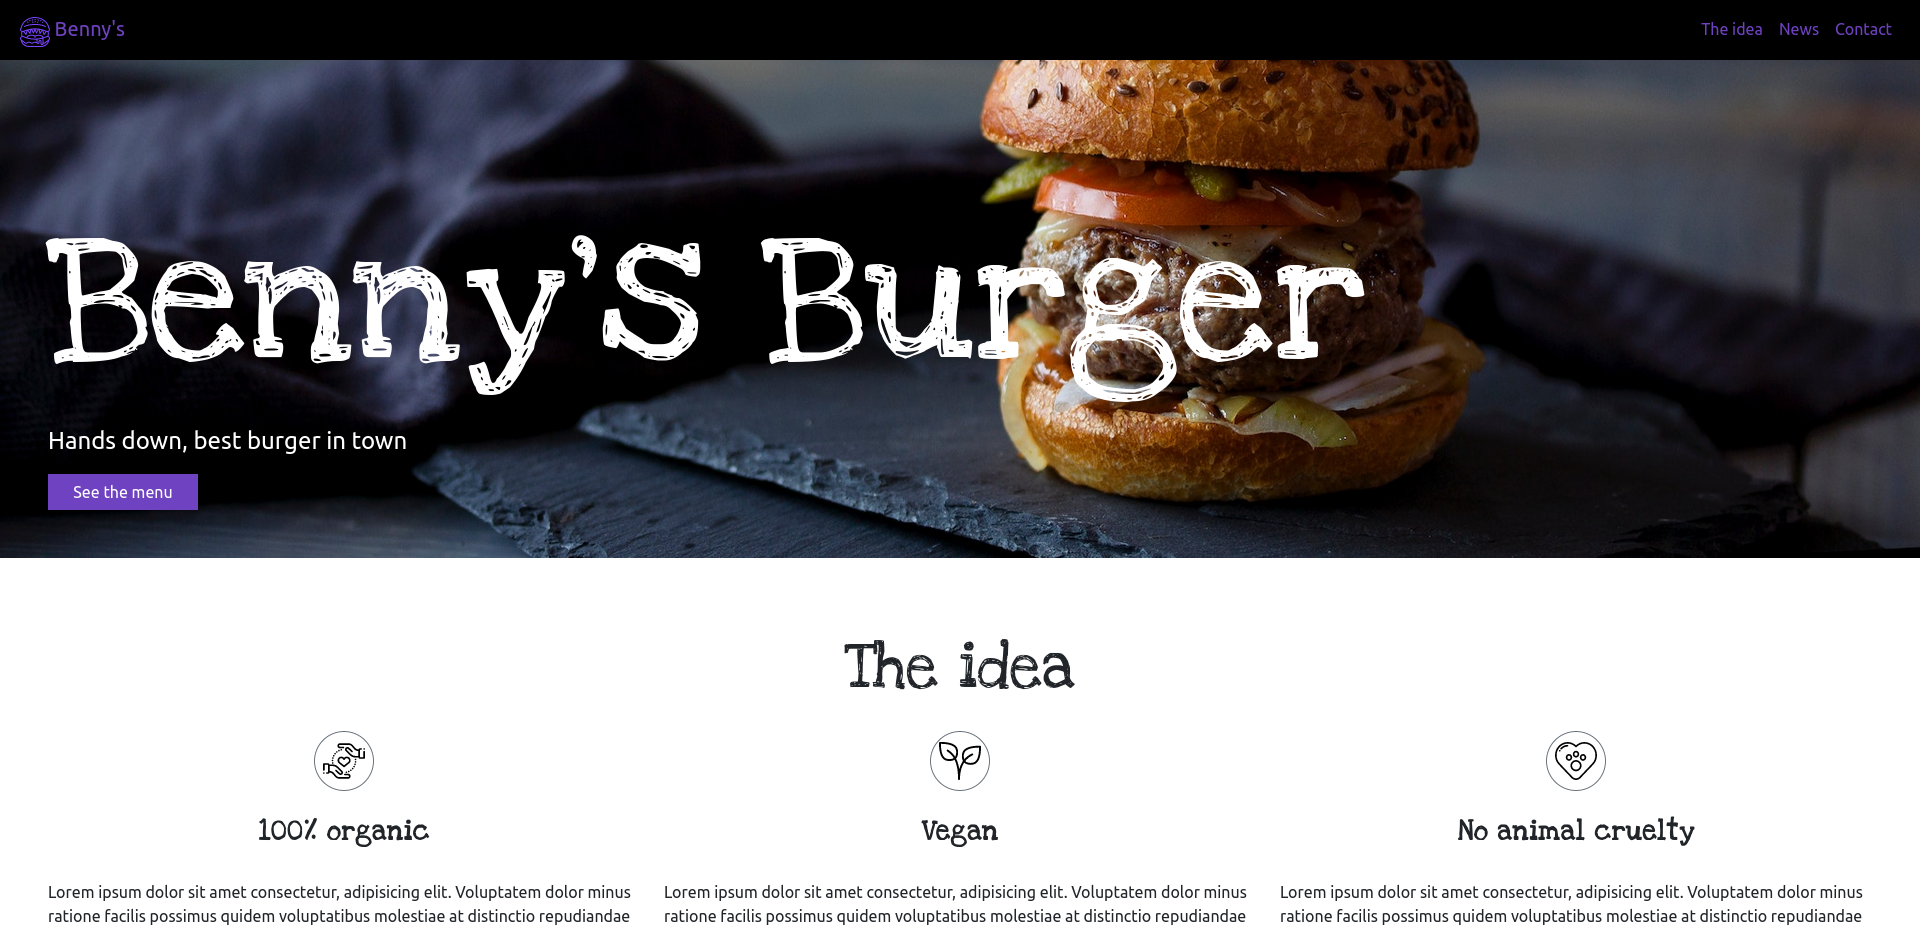 Benny's
The idea News Contact
Benny's Burger
Hands down, best burger in town
See the menu
The idea
100% organic
Lorem ipsum dolor sit amet consectetur, adipisicing elit. Voluptatem dolor minus
ratione facilis possimus quidem voluptatibus molestiae at distinctio repudiandae
Vegan
Lorem ipsum dolor sit amet consectetur, adipisicing elit. Voluptatem dolor minus
ratione facilis possimus quidem voluptatibus molestiae at distinctio repudiandae
No animal cruelty
Lorem ipsum dolor sit amet consectetur, adipisicing elit. Voluptatem dolor minus
ratione facilis possimus quidem voluptatibus molestiae at distinctio repudiandae